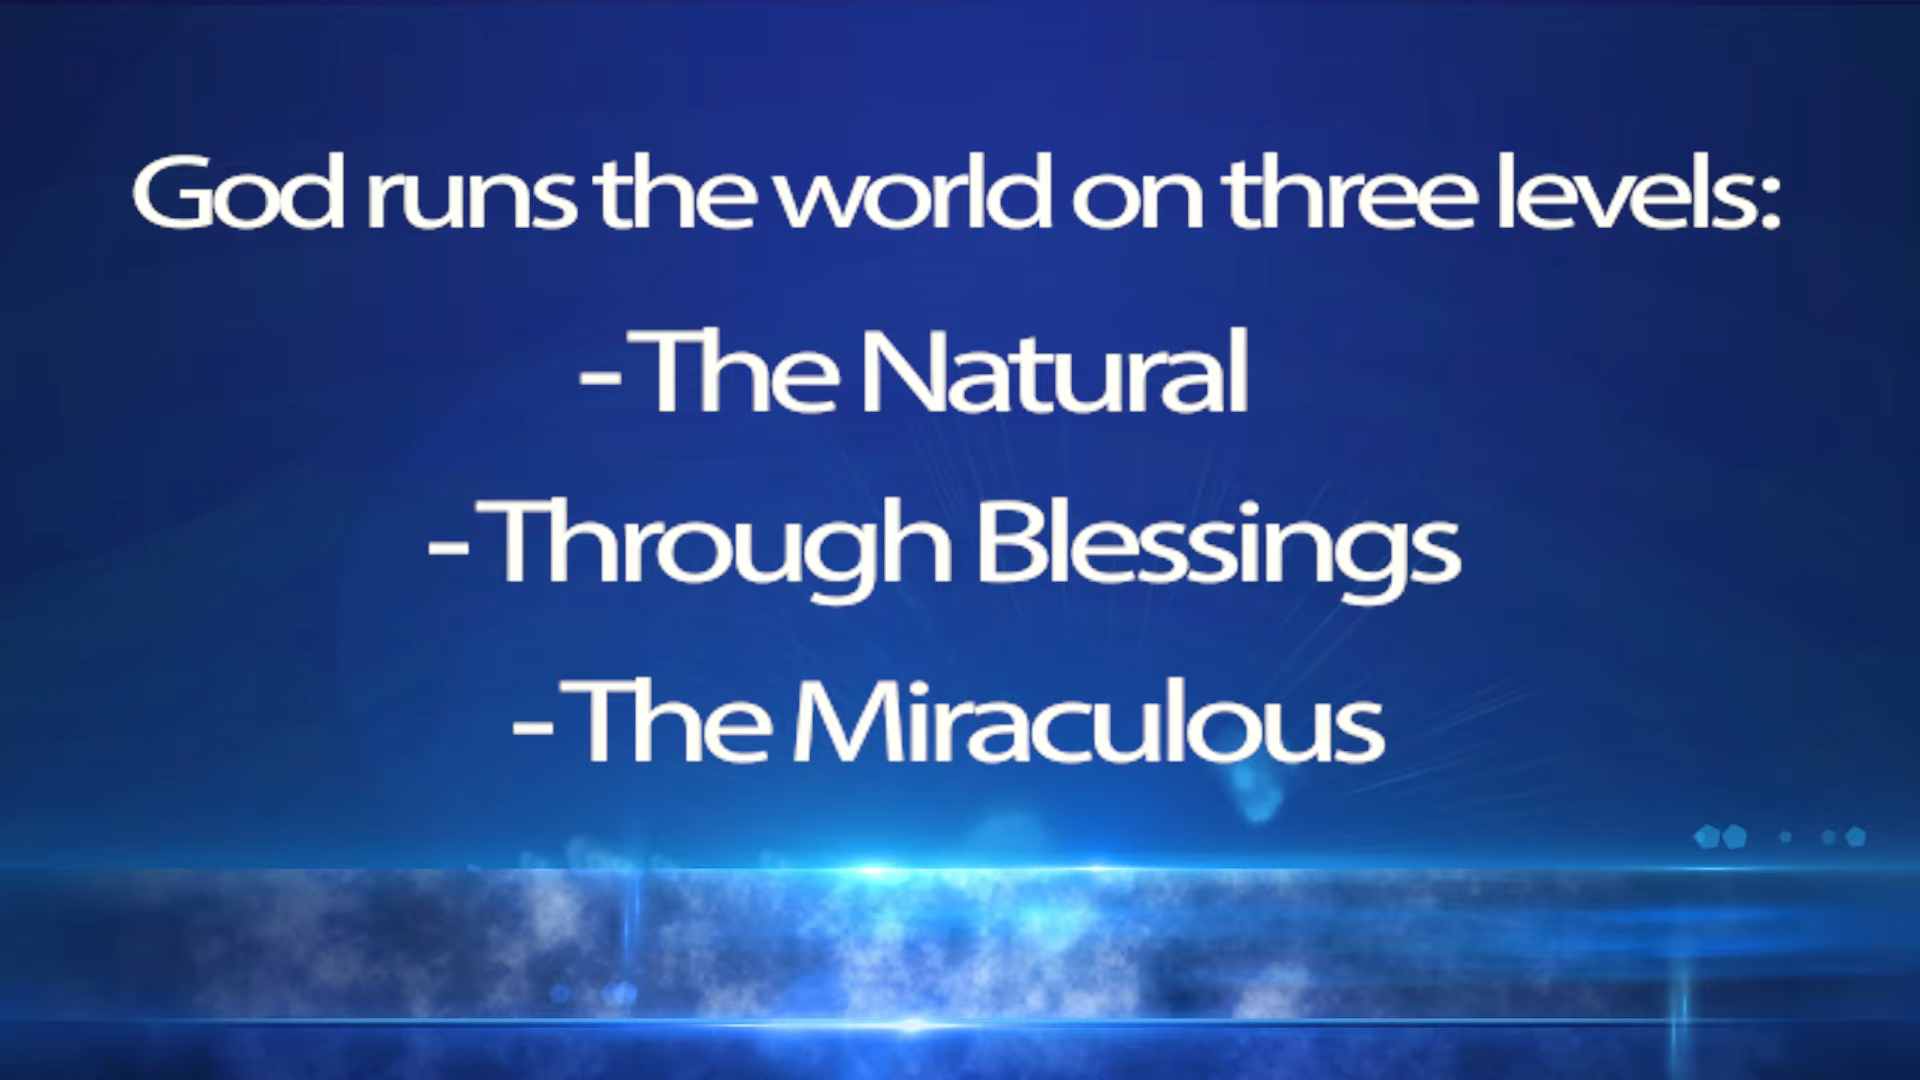 God runs the world on three levels:
-The Natural
-Through Blessings
-The Miraculous